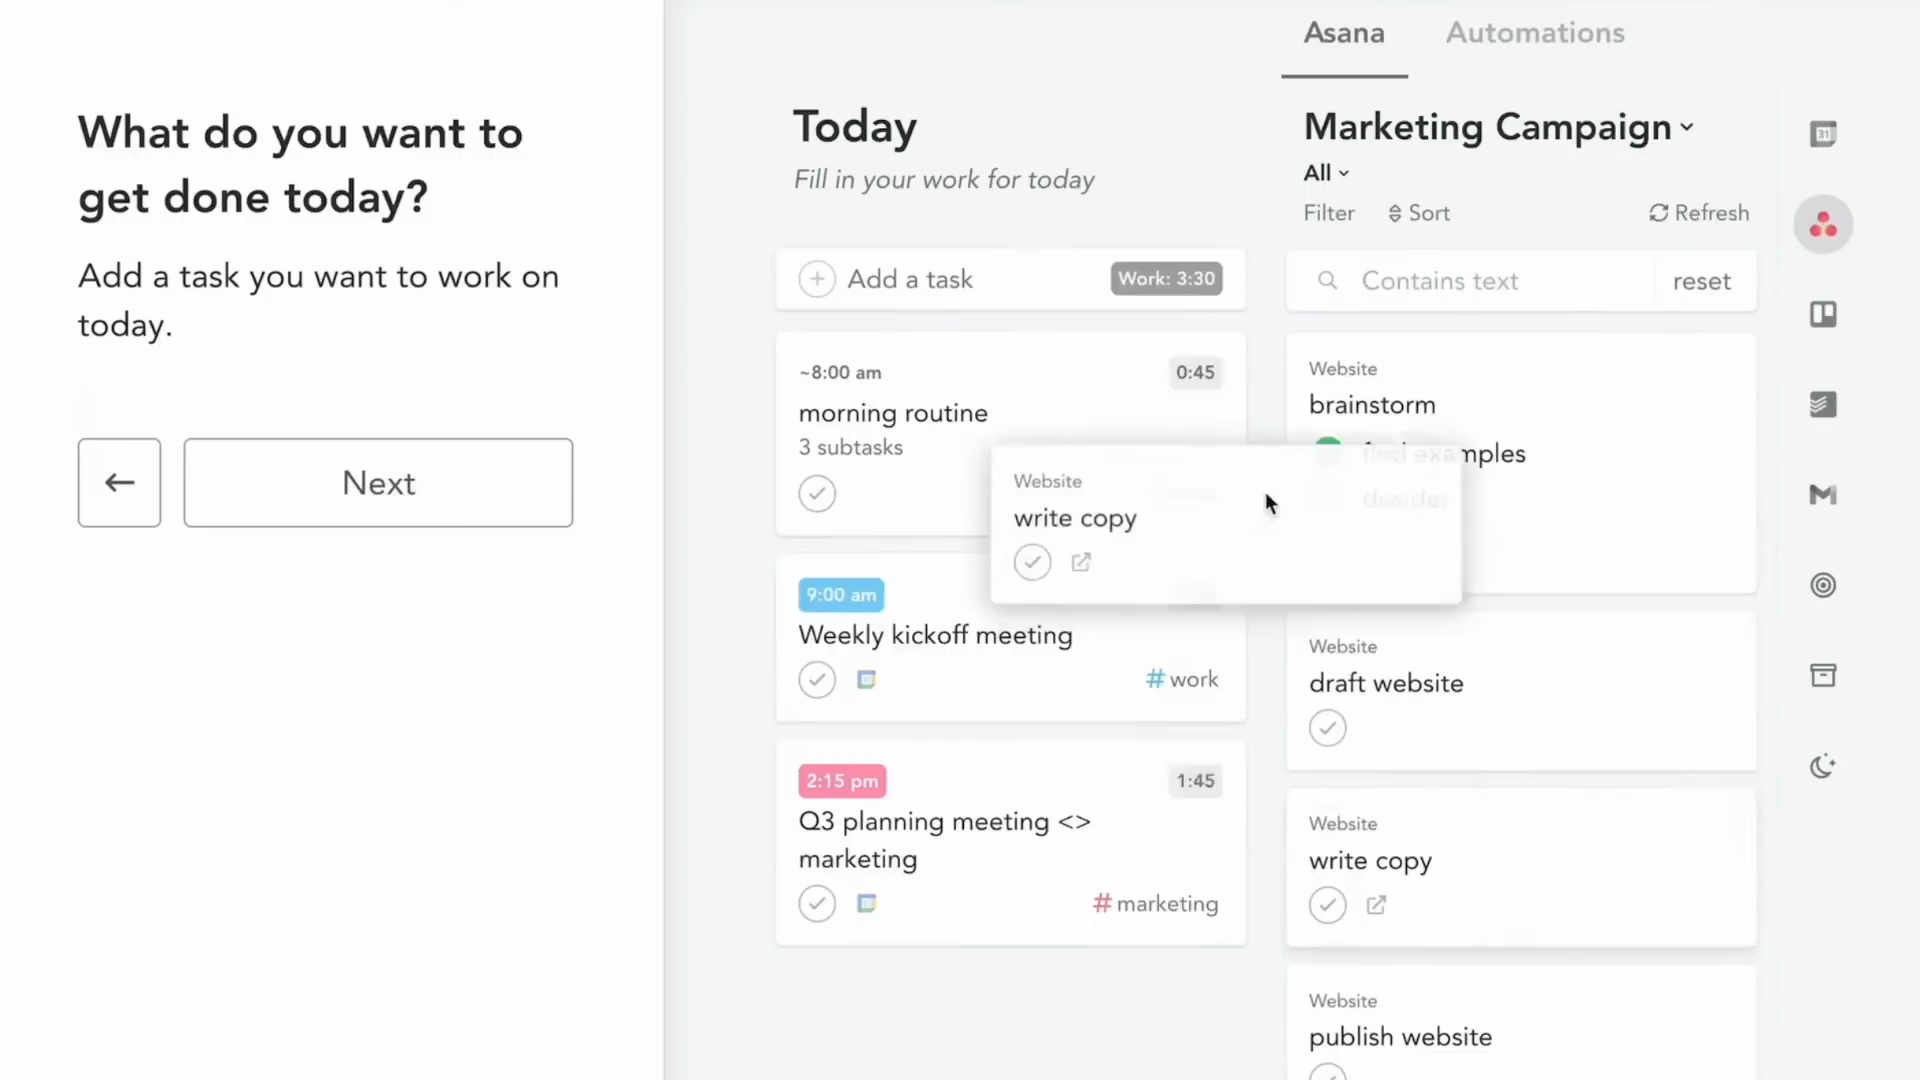 What do you want to
get done today?
Add a task you want to work on
today.
Next
Asana
Automations
Today
Fill in your work for today
Add a task
Work: 3:30
~8:00 am
0:45
morning routine
3 subtasks
9:00 am
Weekly kickoff meeting
#work
2:15 pm
1:45
Q3 planning meeting <>
marketing
#marketing
Website
write copy
Marketing Campaign
All
Filter
Sort
Refresh
Contains text
reset
Website
brainstorm
find examples
Website
draft website
Website
write copy
Website
publish website
31